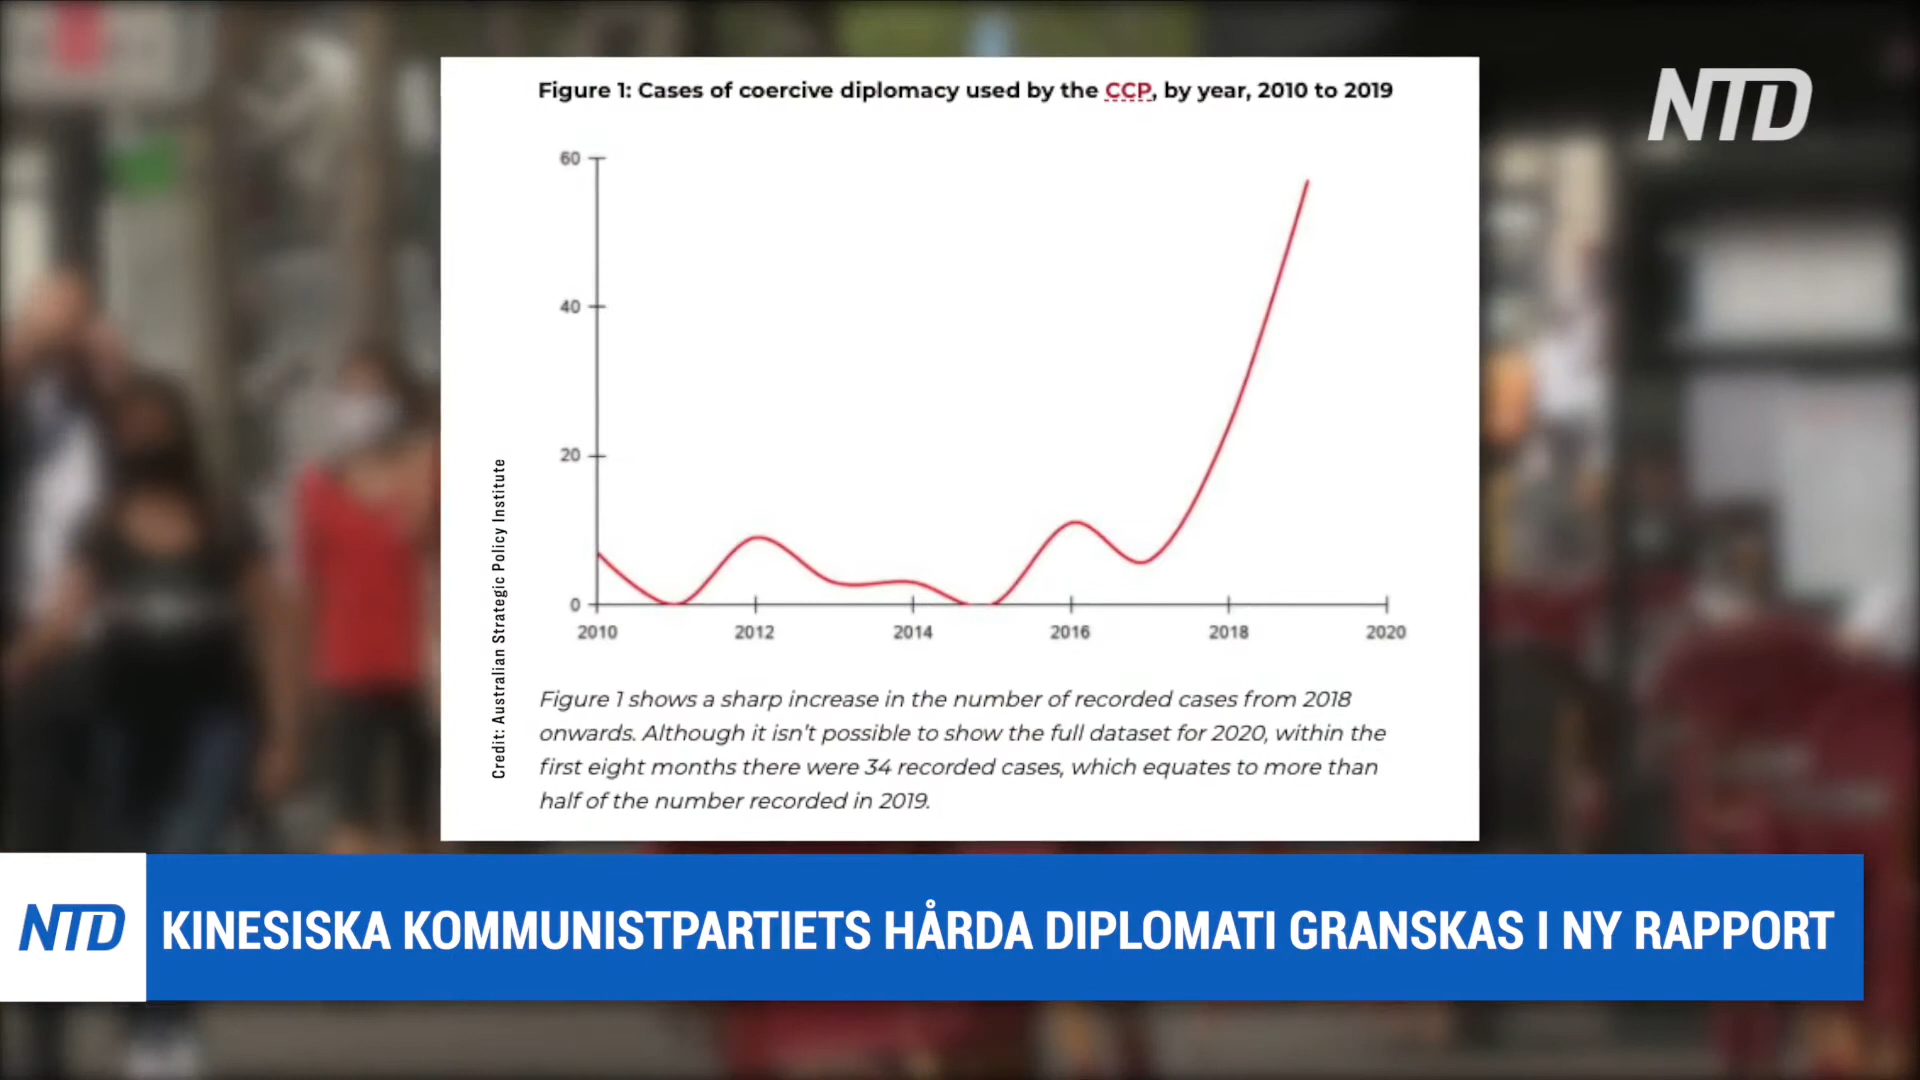 Figure 1: Cases of coercive diplomacy used by the CCP, by year, 2010 to 2019
NTD
60
40
20
0
2010 2012 2014 2016 2018 2020
Credit: Australian Strategic Policy Institute
Figure 1 shows a sharp increase in the number of recorded cases from 2018
onwards. Although it isn't possible to show the full dataset for 2020, within the
first eight months there were 34 recorded cases, which equates to more than
half of the number recorded in 2019.
NTD KINESISKA KOMMUNISTPARTIETS HÅRDA DIPLOMATI GRANSKAS I NY RAPPORT